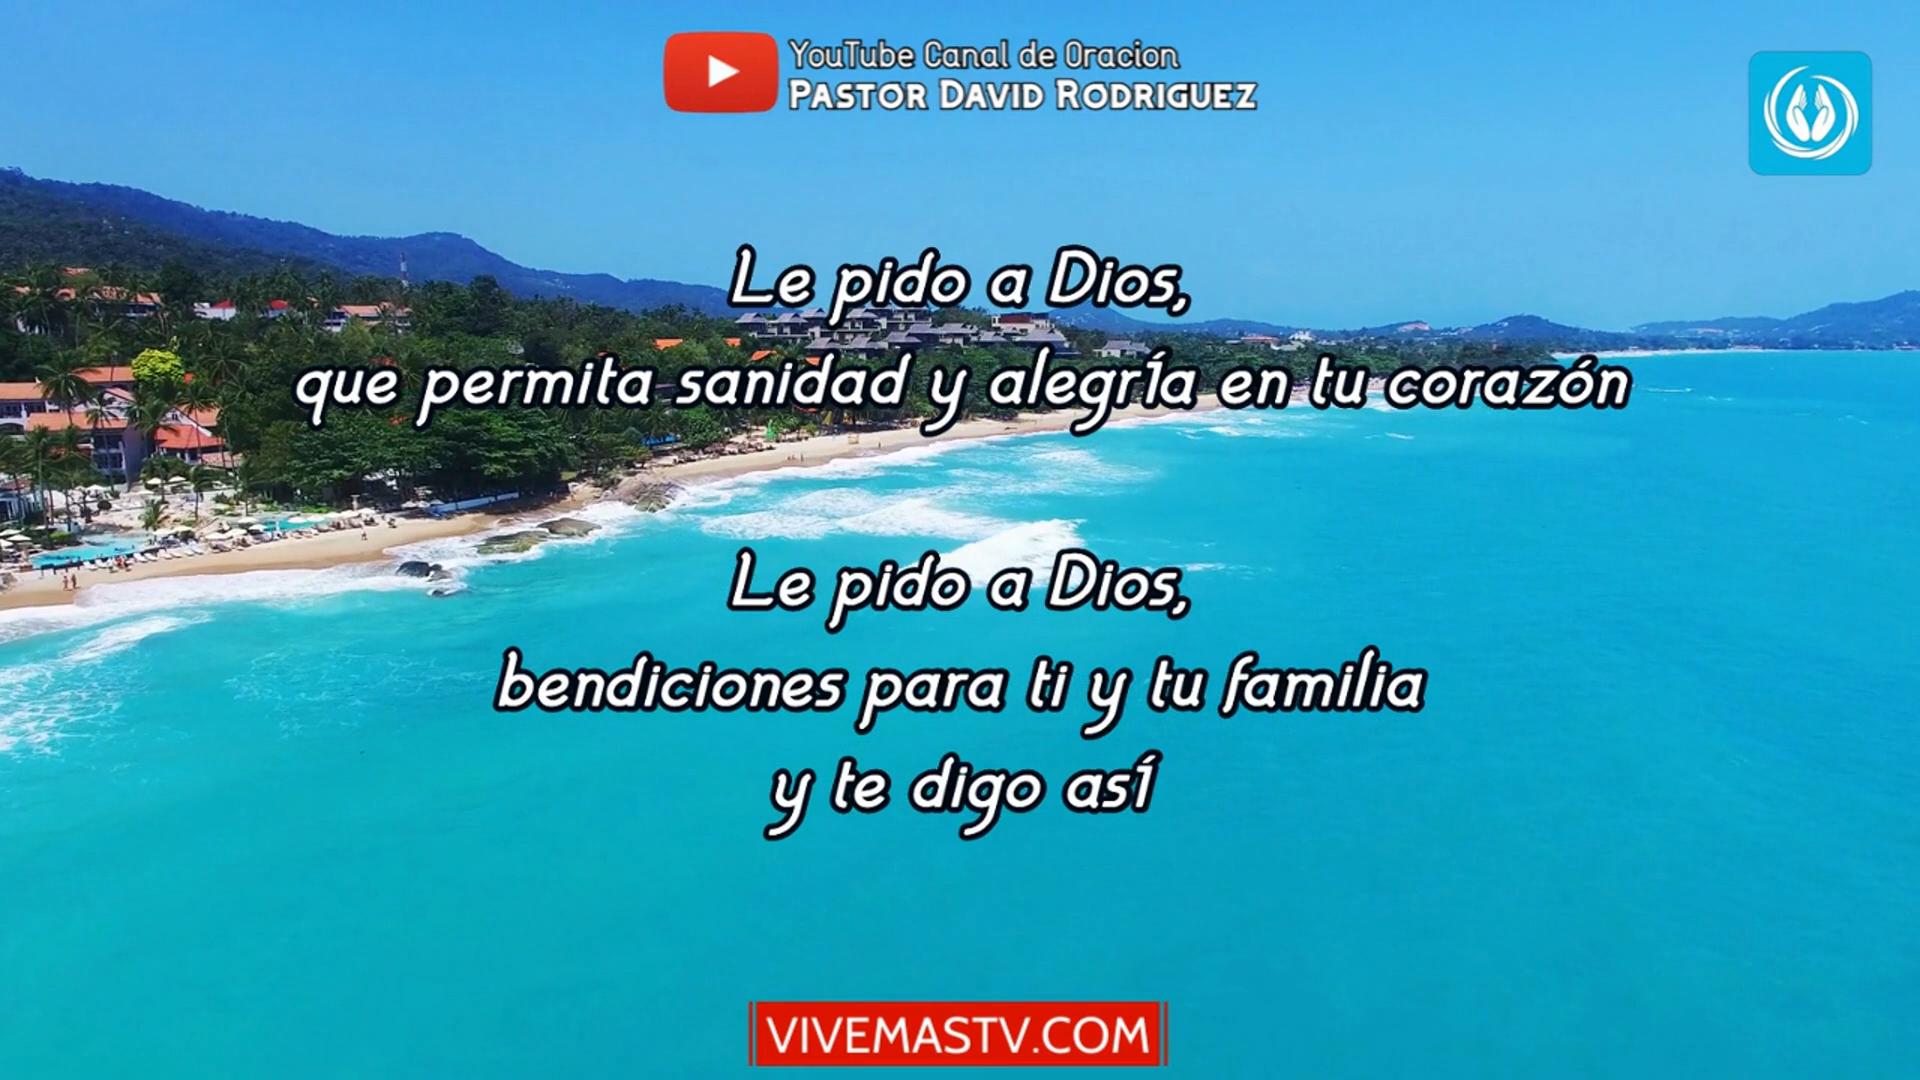 YouTube Canal de Oracion
PASTOR DAVID RODRIGUEZ
Le pido a Dios,
que permita sanidad y alegría en tu corazón
Le pido a Dios,
bendiciones para ti y tu familia
y te digo así
VIVEMASTV.COM